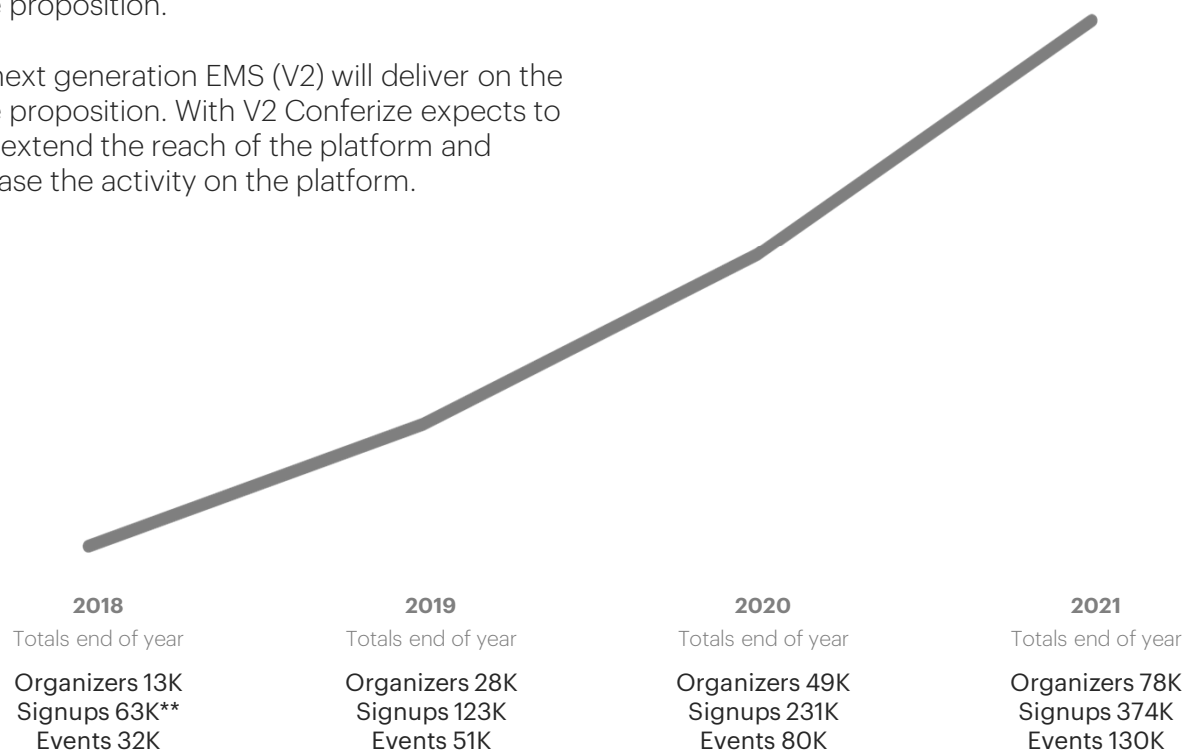 proposition.
next generation EMS (V2) will deliver on the
proposition. With V2 Conferize expects to
extend the reach of the platform and
ase the activity on the platform.
2018
2019
2020
2021
Totals end of year
Totals end of year
Totals end of year
Totals end of year
Organizers 13K
Organizers 28K
Organizers 49K
Organizers 78K
Signups 63K**
Signups 123K
Signups 231K
Signups 374K
Events 32K
Events 51K
Events 80K
Events 130K